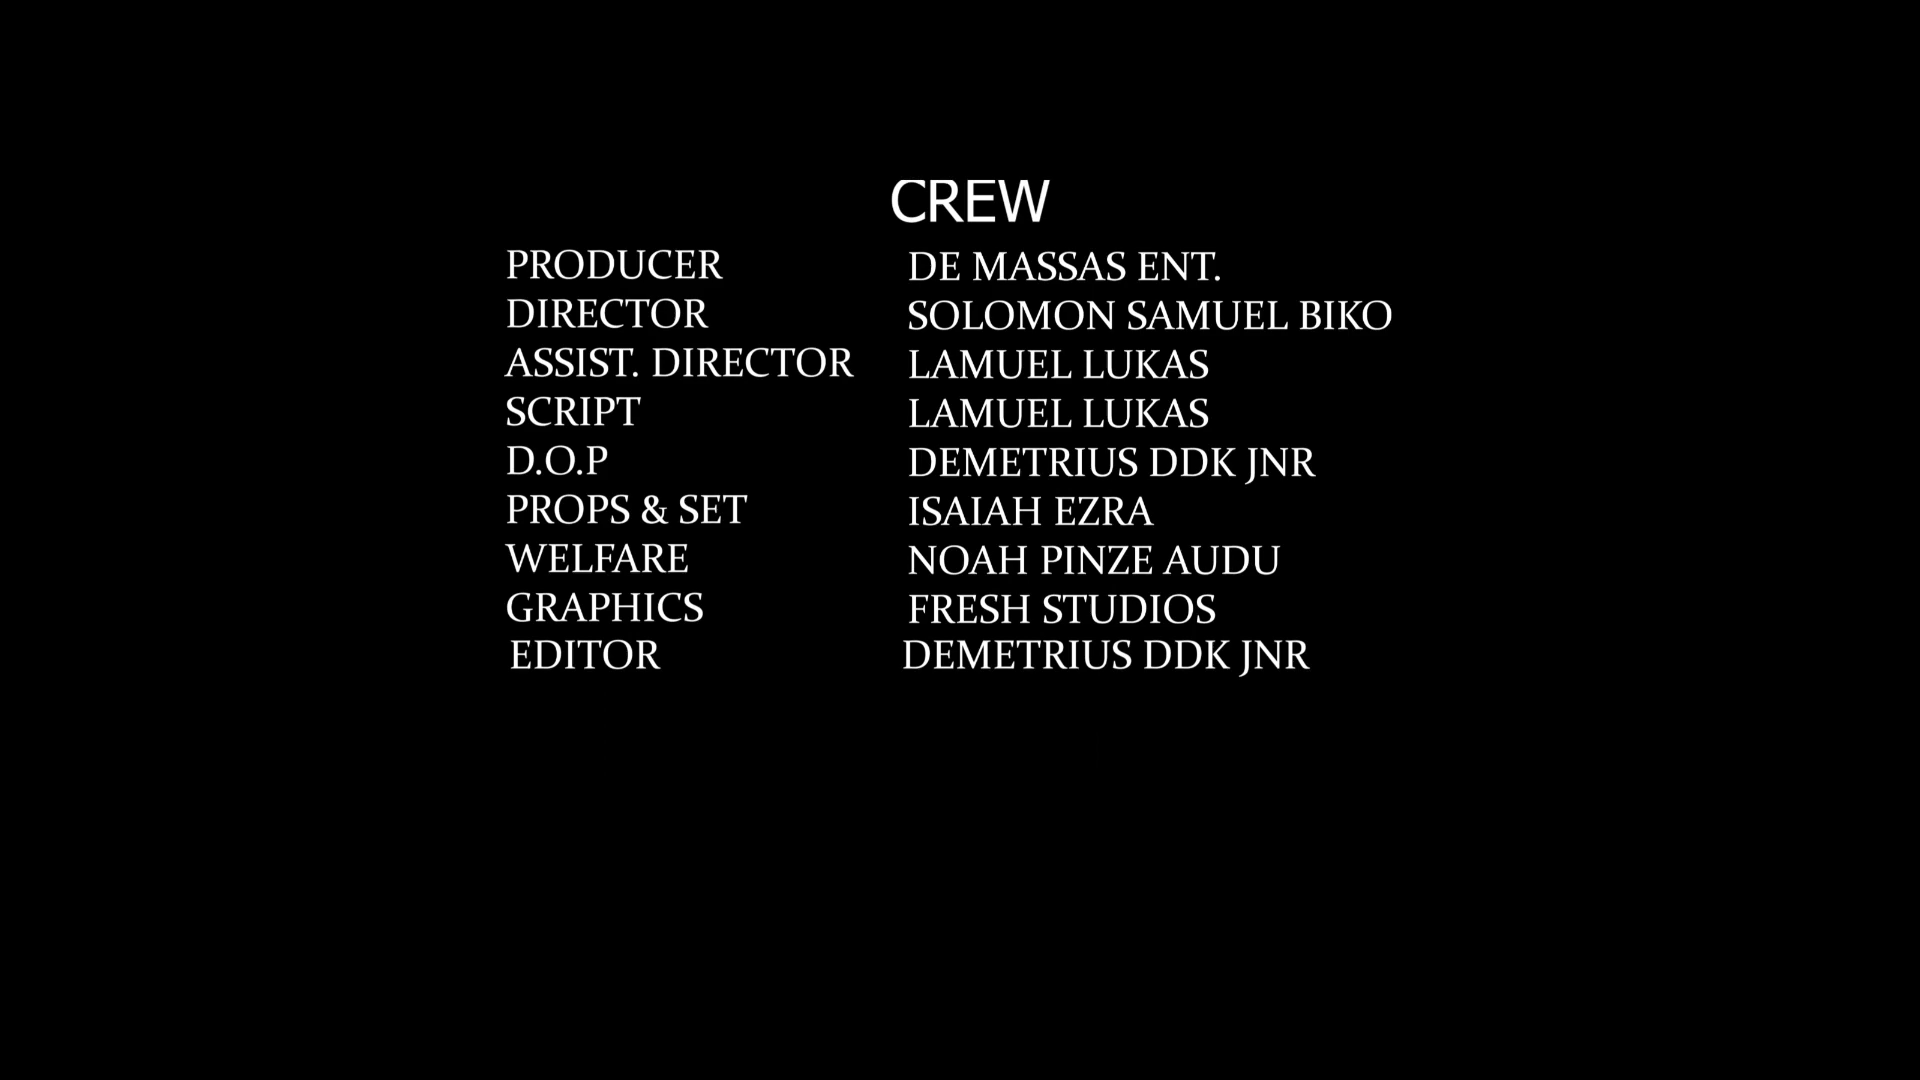 CREW
PRODUCER DE MASSAS ENT.
DIRECTOR SOLOMON SAMUEL BIKO
ASSIST. DIRECTOR LAMUEL LUKAS
SCRIPT LAMUEL LUKAS
D.O.P DEMETRIUS DDK JNR
PROPS & SET ISAIAH EZRA
WELFARE NOAH PINZE AUDU
GRAPHICS FRESH STUDIOS
EDITOR DEMETRIUS DDK JNR